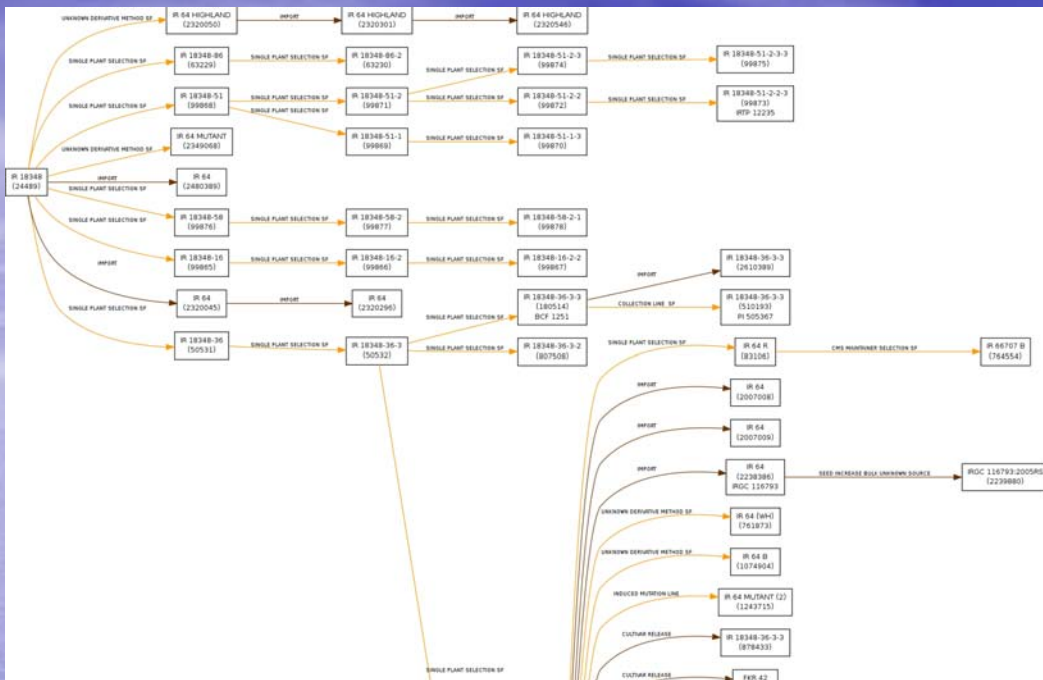 UNKNOWN DERIVATIVE METHOD SF
IR 64 HIGHLAND
(2320050)
IMPORT
IR 64 HIGHLAND
(2320301)
IMPORT
IR 64 HIGHLAND
(2320546)
SINGLE PLANT SELECTION SF
IR 18348-86
(63229)
SINGLE PLANT SELECTION SF
IR 18348-86-2
(63230)
SINGLE PLANT SELECTION SF
IR 18348-51-2-3
(99874)
SINGLE PLANT SELECTION SF
IR 18348-51-2-3-3
(99875)
SINGLE PLANT SELECTION SF
IR 18348-51
(99868)
SINGLE PLANT SELECTION SF
SINGLE PLANT SELECTION SF
IR 18348-51-2
(99871)
SINGLE PLANT SELECTION SF
IR 18348-51-2-2
(99872)
SINGLE PLANT SELECTION SF
IR 18348-51-2-2-3
(99873)
IRTP 12235
UNKNOWN DERIVATIVE METHOD SF
IR 64 MUTANT
(2349068)
IR 18348-51-1
(99869)
SINGLE PLANT SELECTION SF
IR 18348-51-1-3
(99870)
IR 18348
(24489)
IMPORT
SINGLE PLANT SELECTION SF
IR 64
(2480389)
SINGLE PLANT SELECTION SF
IR 18348-58
(99876)
SINGLE PLANT SELECTION SF
IR 18348-58-2
(99877)
SINGLE PLANT SELECTION SF
IR 18348-58-2-1
(99878)
IMPORT
IR 18348-16
(99865)
SINGLE PLANT SELECTION SF
IR 18348-16-2
(99866)
SINGLE PLANT SELECTION SF
IR 18348-16-2-2
(99867)
IMPORT
IR 18348-36-3-3
(2610389)
SINGLE PLANT SELECTION SF
IR 64
(2320045)
IMPORT
IR 64
(2320296)
SINGLE PLANT SELECTION SF
IR 18348-36-3-3
(180514)
BCF 1251
COLLECTION LINE SF
IR 18348-36-3-3
(510193)
PI 505367
IR 18348-36
(50531)
SINGLE PLANT SELECTION SF
IR 18348-36-3
(50532)
SINGLE PLANT SELECTION SF
IR 18348-36-3-2
(807508)
SINGLE PLANT SELECTION SF
IR 64 R
(83106)
CMS MAINTAINER SELECTION SF
IR 66707 B
(764554)
IMPORT
IR 64
(2007008)
IMPORT
IR 64
(2007009)
IMPORT
IR 64
(2238386)
IRGC 116793
SEED INCREASE BULK UNKNOWN SOURCE
IRGC 116793:2005RS
(2239880)
UNKNOWN DERIVATIVE METHOD SF
IR 64 (WH)
(761873)
UNKNOWN DERIVATIVE METHOD SF
IR 64 B
(1074904)
INDUCED MUTATION LINE
IR 64 MUTANT (2)
(1243715)
CULTIVAR RELEASE
IR 18348-36-3-3
(878433)
SINGLE PLANT SELECTION SF
CULTIVAR RELEASE
FKR 42